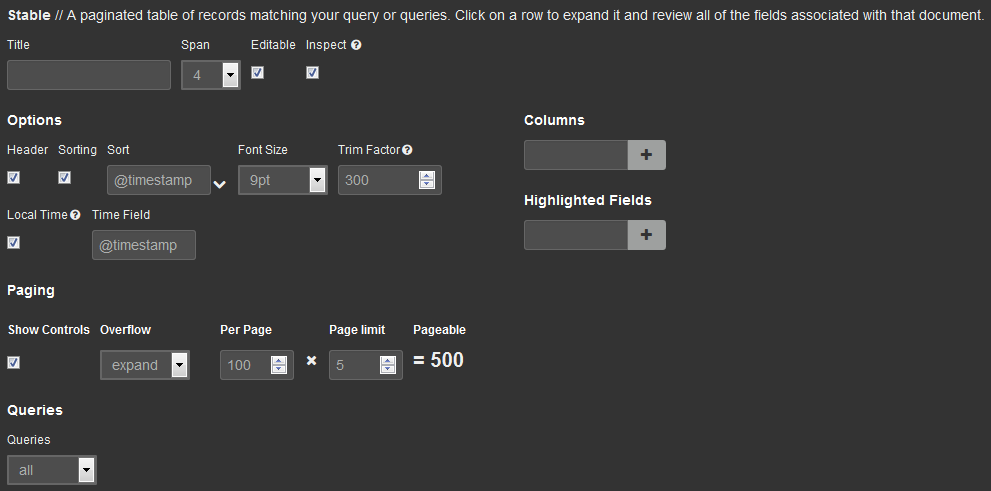 Stable // A paginated table of records matching your query or queries. Click on a row to expand it and review all of the fields associated with that document.
Title Span Editable Inspect ?
4
Options
Header Sorting Sort Font Size Trim Factor ?
@timestamp 9pt 300
Local Time ? Time Field
@timestamp
Columns
+
Highlighted Fields
+
Paging
Show Controls Overflow Per Page Page limit Pageable
expand 100 × 5 = 500
Queries
Queries
all